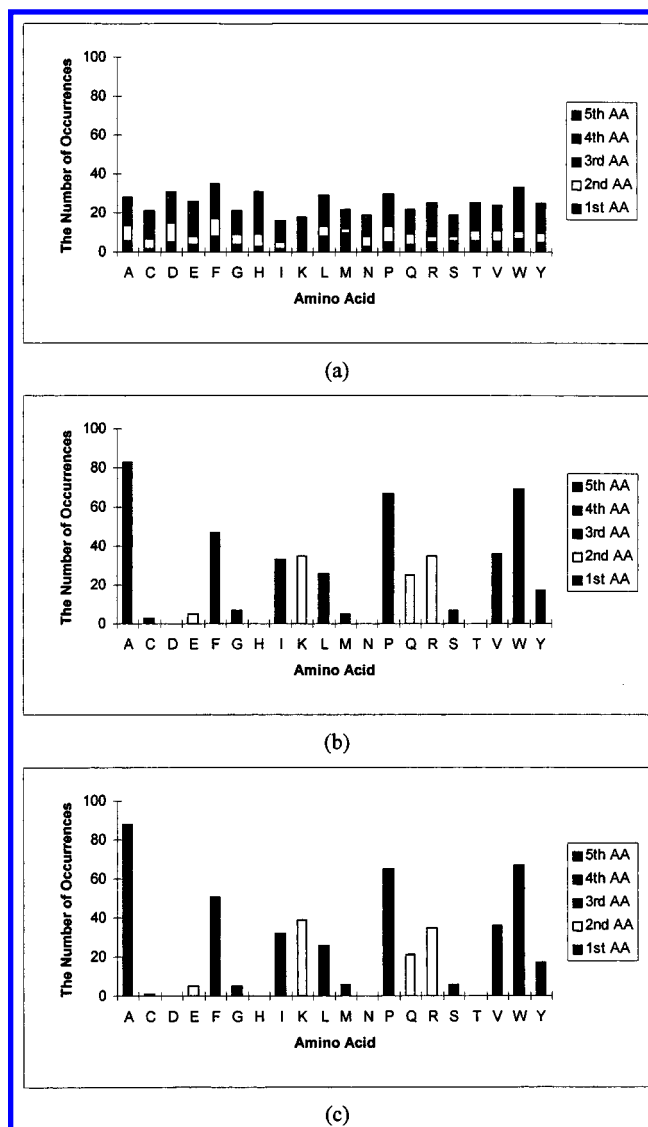 The Number of Occurrences
100
80
60
40
20
0
A C D E F G H I K L M N P Q R S T V W Y
Amino Acid
5th AA
4th AA
3rd AA
2nd AA
1st AA
(a)
The Number of Occurrences
100
80
60
40
20
0
A C D E F G H I K L M N P Q R S T V W Y
Amino Acid
5th AA
4th AA
3rd AA
2nd AA
1st AA
(b)
The Number of Occurrences
100
80
60
40
20
0
A C D E F G H I K L M N P Q R S T V W Y
Amino Acid
5th AA
4th AA
3rd AA
2nd AA
1st AA
(c)